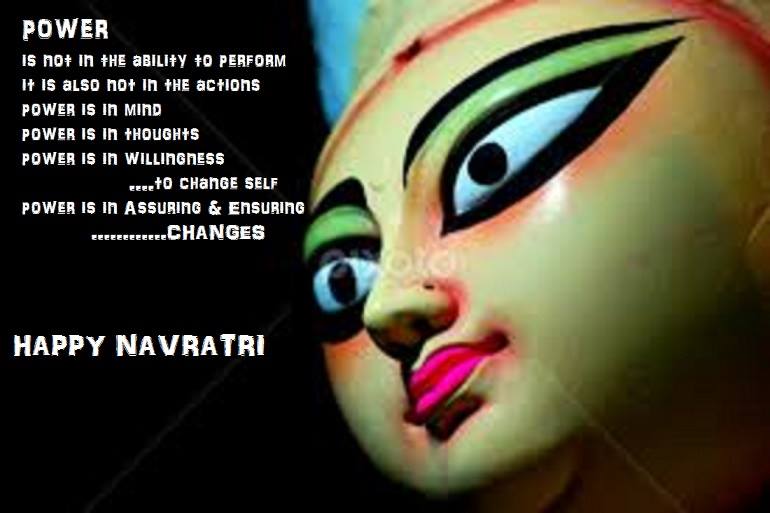 POWER
is not in the ability to perform
it is also not in the actions
power is in mind
power is in thoughts
power is in Willingness
....to change self
power is in Assuring & Ensuring
............CHANGES
HAPPY NAVRATRI